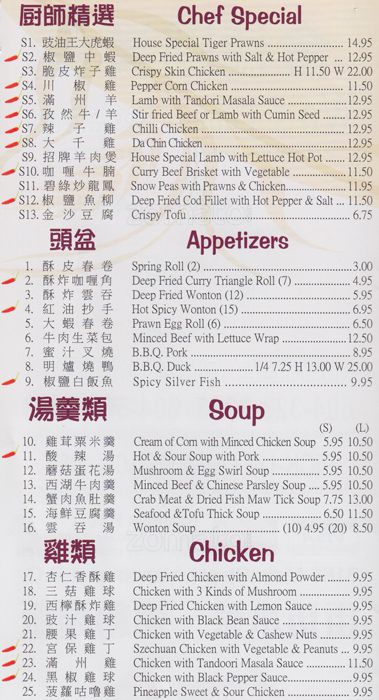 廚師精選 Chef Special
S1. 豉油王大虎蝦 House Special Tiger Prawns 14.95
S2. 椒鹽中蝦 Deep Fried Prawns with Salt & Hot Pepper ... 12.95
S3. 脆皮炸子雞 Crispy Skin Chicken H 11.50 W 22.00
S4. 川椒雞 Pepper Corn Chicken 11.50
S5. 滿州羊 Lamb with Tandori Masala Sauce 12.95
S6. 孜然牛/羊 Stir fried Beef or Lamb with Cumin Seed 12.95
S7. 辣子雞 Chilli Chicken 12.95
S8. 大千雞 Da Chin Chicken 12.95
S9. 招牌羊肉煲 House Special Lamb with Lettuce Hot Pot 12.95
S10. 咖喱牛腩 Curry Beef Brisket with Vegetable 11.50
S11. 碧綠炒龍鳳 Snow Peas with Prawns & Chicken 11.95
S12. 椒鹽魚柳 Deep Fried Cod Fillet with Hot Pepper & Salt ... 11.50
S13. 金沙豆腐 Crispy Tofu 6.75
頭盆 Appetizers
1. 酥皮春卷 Spring Roll (2) 3.00
2. 酥炸咖喱角 Deep Fried Curry Triangle Roll (7) 4.95
3. 酥炸雲吞 Deep Fried Wonton (12) 5.95
4. 紅油抄手 Hot Spicy Wonton (15) 6.95
5. 大蝦春卷 Prawn Egg Roll (6) 6.50
6. 牛肉生菜包 Minced Beef with Lettuce Wrap 12.50
7. 蜜汁叉燒 B.B.Q. Pork 8.95
8. 明爐燒鴨 B.B.Q. Duck 1/4 7.25 H 13.00 W 25.00
9. 椒鹽白飯魚 Spicy Silver Fish 9.95
湯羹類 Soup
(S) (L)
10. 雞茸粟米羹 Cream of Corn with Minced Chicken Soup 5.95 10.50
11. 酸辣湯 Hot & Sour Soup with Pork 5.95 10.50
12. 蘑菇蛋花湯 Mushroom & Egg Swirl Soup 5.95 10.50
13. 西湖牛肉羹 Minced Beef & Chinese Parsley Soup .... 5.95 10.50
14. 蟹肉魚肚羹 Crab Meat & Dried Fish Maw Tick Soup 7.75 13.00
15. 海鮮豆腐羹 Seafood &Tofu Thick Soup 6.50 11.50
16. 雲吞湯 Wonton Soup (10) 4.95 (20) 8.50
雞類 Chicken
17. 杏仁香酥雞 Deep Fried Chicken with Almond Powder 9.95
18. 三菇雞球 Chicken with 3 Kinds of Mushroom 9.95
19. 西檸酥炸雞 Deep Fried Chicken with Lemon Sauce 9.95
20. 豉汁雞球 Chicken with Black Bean Sauce 9.95
21. 腰果雞丁 Chicken with Vegetable & Cashew Nuts 9.95
22. 宮保雞丁 Szechuan Chicken with Vegetable & Peanuts ... 9.95
23. 滿州雞 Chicken with Tandoori Masala Sauce 11.50
24. 黑椒雞球 Chicken with Black Pepper Sauce 9.95
25. 菠蘿咕嚕雞 Pineapple Sweet & Sour Chicken 9.95